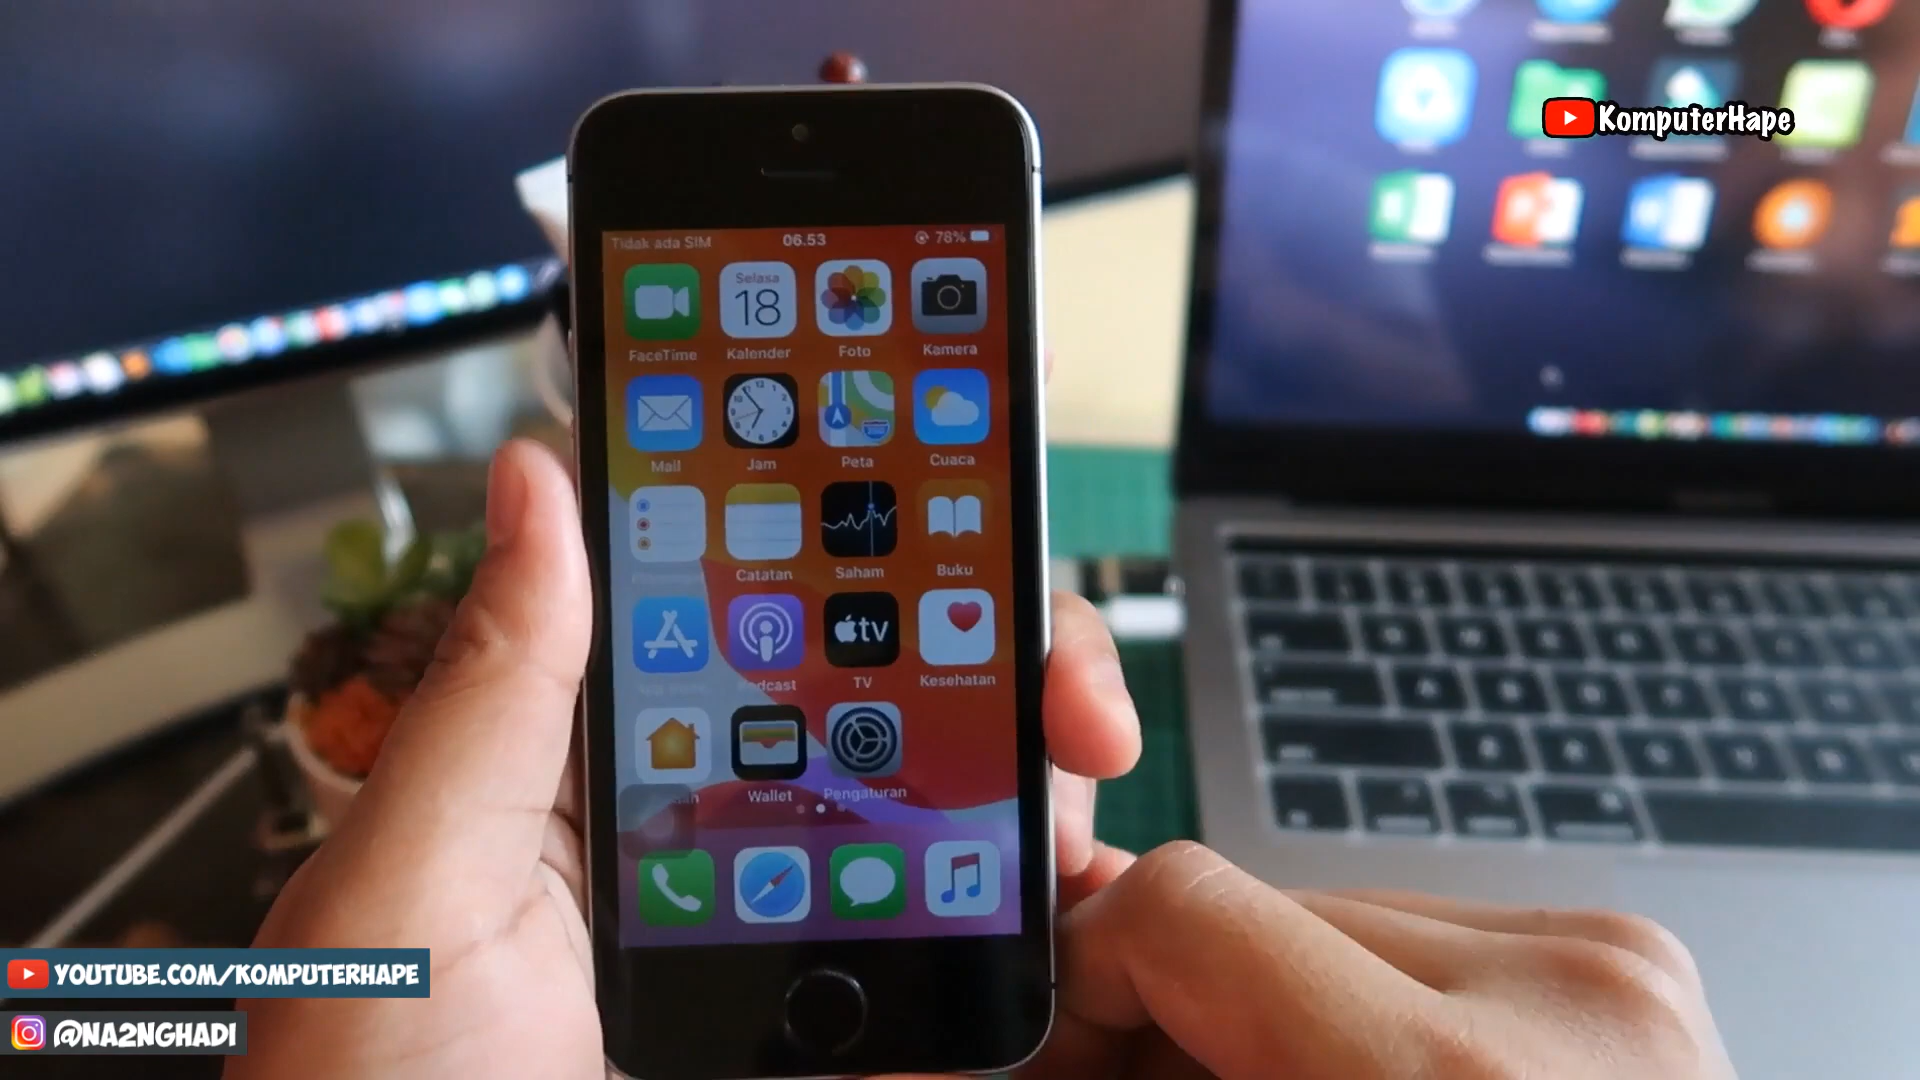 KomputerHape
Tidak ada SIM 06.53 78%
Selasa
18
FaceTime Kalender Foto Kamera
Mail Jam Peta Cuaca
Catatan Saham Buku
tv
Podcast TV Kesehatan
Wallet Pengaturan
YOUTUBE.COM/KOMPUTERHAPE
@NA2NGHADI